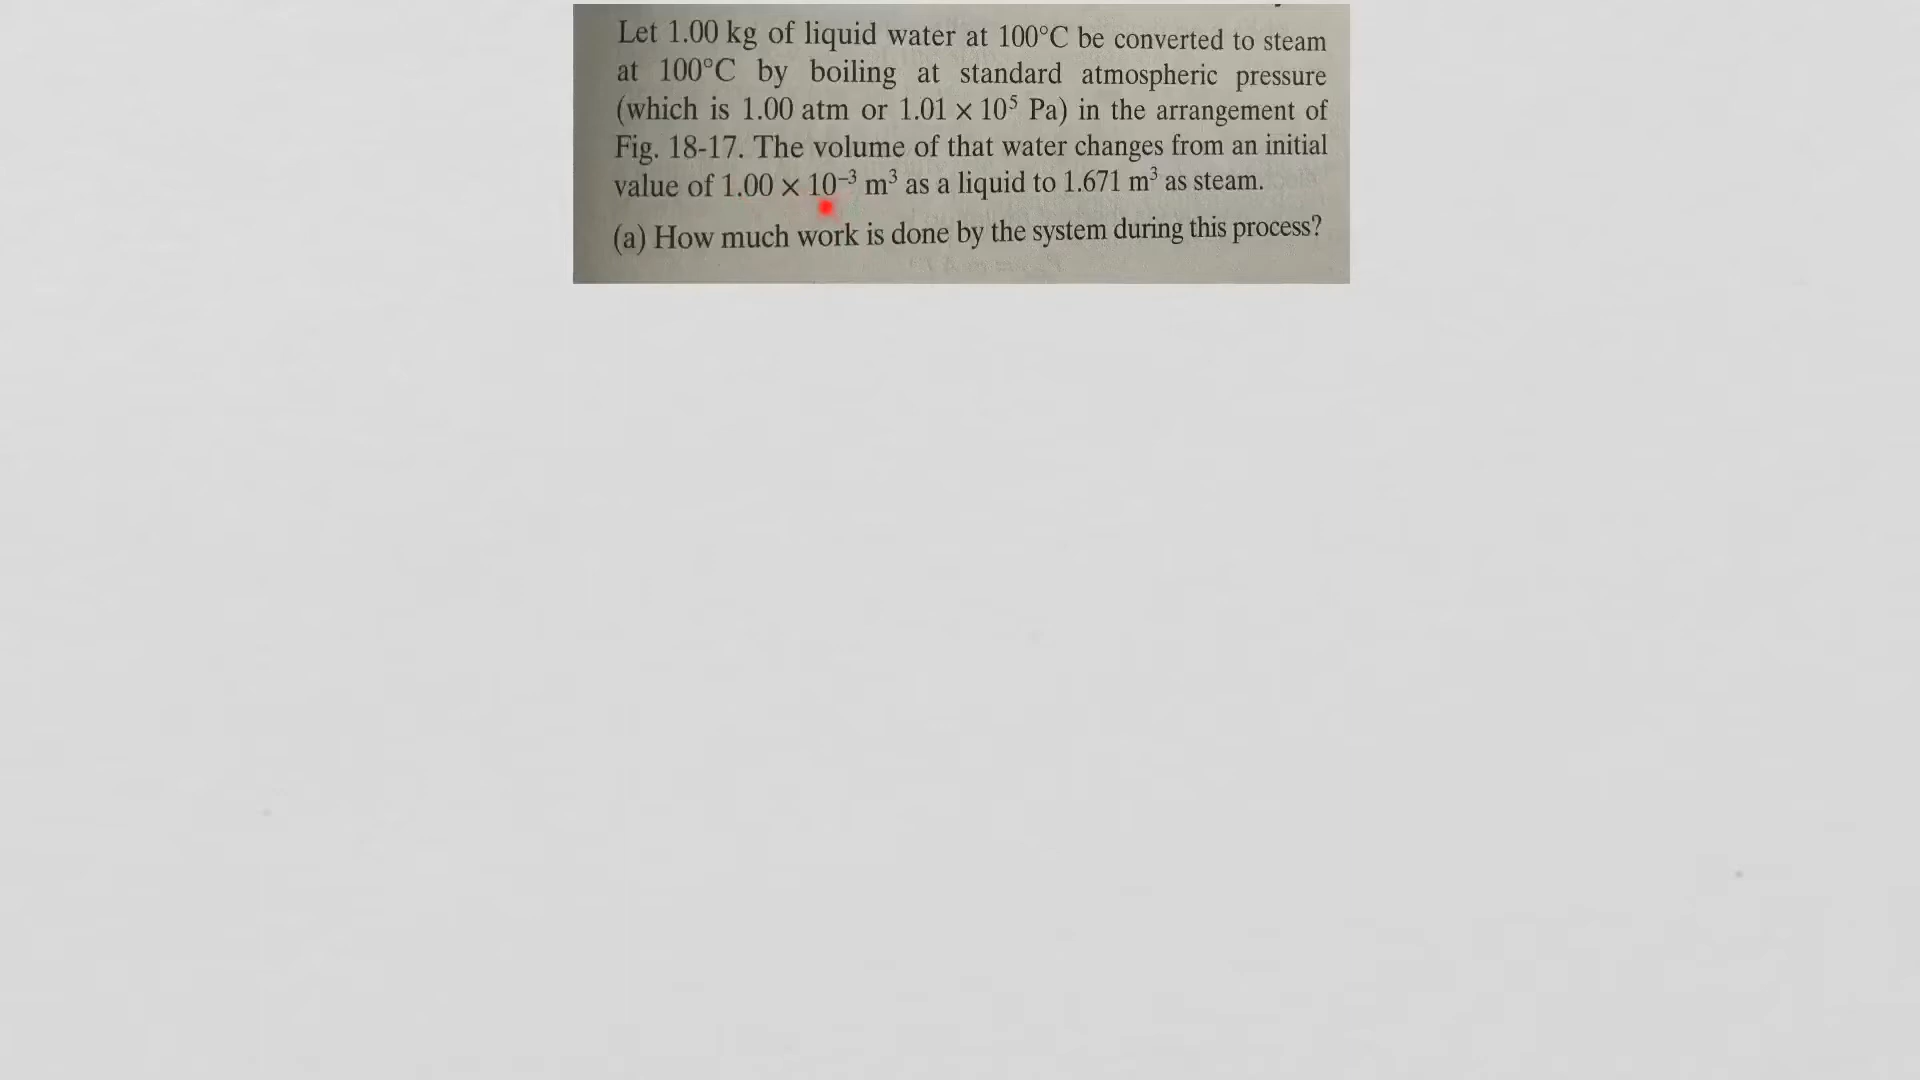 Let 1.00 kg of liquid water at 100°C be converted to steam
at 100°C by boiling at standard atmospheric pressure
(which is 1.00 atm or 1.01 × 10⁵ Pa) in the arrangement of
Fig. 18-17. The volume of that water changes from an initial
value of 1.00 × 10⁻³ m³ as a liquid to 1.671 m³ as steam.
(a) How much work is done by the system during this process?